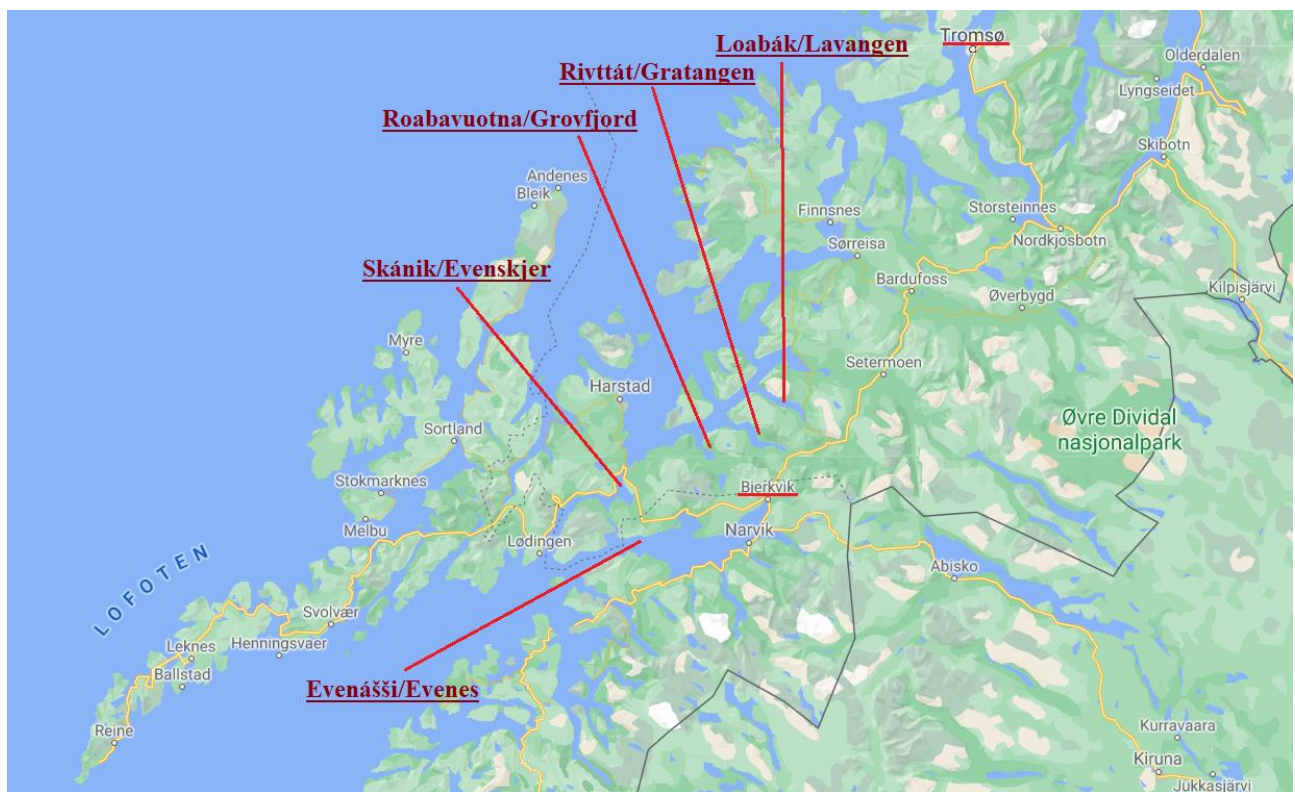 Tromsø
Loabák/Lavangen
Olderdalen
Rivttát/Gratangen
Lyngseidet
Roabavuotna/Grovfjord
Skibotn
Andenes
Bleik
Finnsnes
Storsteinnes
Sørreisa
Nordkjosbotn
Skánik/Evenskjer
Bardufoss
Øverbygd
Kilpisjärvi
Myre
Setermoen
Harstad
Øvre Dividal
nasjonalpark
Sortland
Stokmarknes
Bjerkvik
Melbu
Narvik
Lødingen
Abisko
LOFOTEN
Svolvær
Leknes
Henningsvaer
Ballstad
Evenášši/Evenes
Reine
Kurravaara
Kiruna
Jukkasjärvi